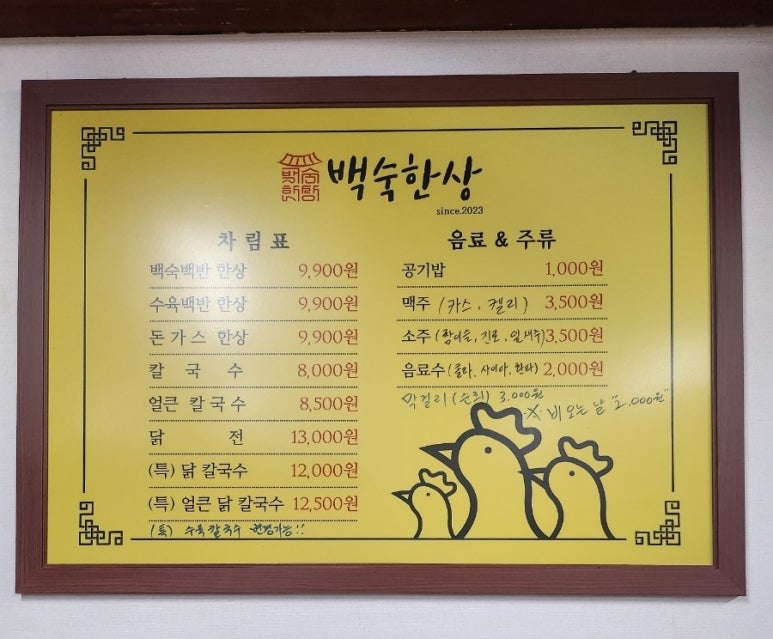 백숙한상
since.2023
차림표
백숙백반 한상 9,900원
수육백반 한상 9,900원
돈가스 한상 9,900원
칼국수 8,000원
얼큰 칼국수 8,500원
닭전 13,000원
(특) 닭 칼국수 12,000원
(특) 얼큰 닭 칼국수 12,500원
(특) 수육 칼국수 변경가능!!
음료 & 주류
공기밥 1,000원
맥주 (카스, 켈리) 3,500원
소주 (참이슬, 진로, 잎새주) 3,500원
음료수 (콜라, 사이다, 환타) 2,000원
막걸리 (순희) 3.000원
※ 비오는 날 "2.000원"